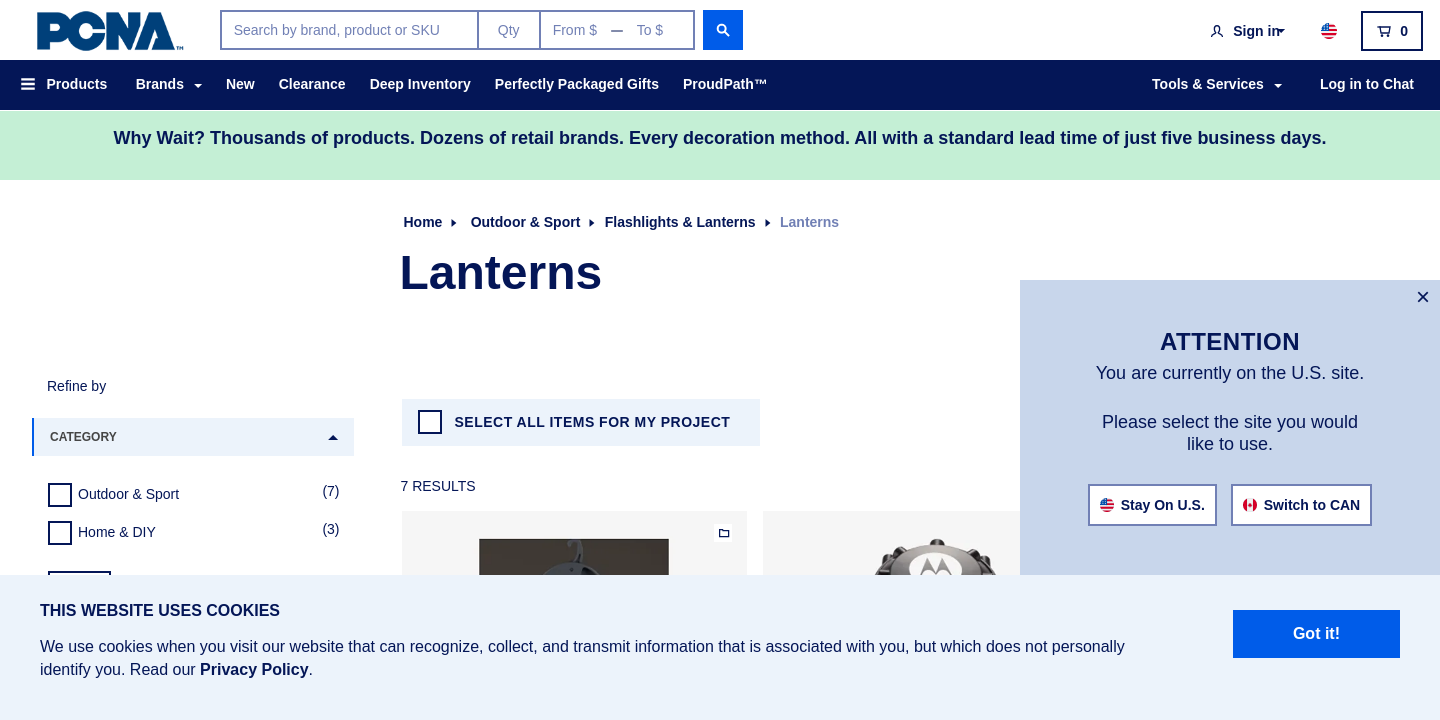 PCNA™
Search by brand, product or SKU
Qty
From $ — To $
Sign in
0
Products
Brands
New
Clearance
Deep Inventory
Perfectly Packaged Gifts
ProudPath™
Tools & Services
Log in to Chat
Why Wait? Thousands of products. Dozens of retail brands. Every decoration method. All with a standard lead time of just five business days.
Home
Outdoor & Sport
Flashlights & Lanterns
Lanterns
Lanterns
ATTENTION
You are currently on the U.S. site.
Please select the site you would
like to use.
Stay On U.S.
Switch to CAN
Refine by
CATEGORY
Outdoor & Sport (7)
Home & DIY (3)
SELECT ALL ITEMS FOR MY PROJECT
7 RESULTS
THIS WEBSITE USES COOKIES
We use cookies when you visit our website that can recognize, collect, and transmit information that is associated with you, but which does not personally
identify you. Read our Privacy Policy.
Got it!